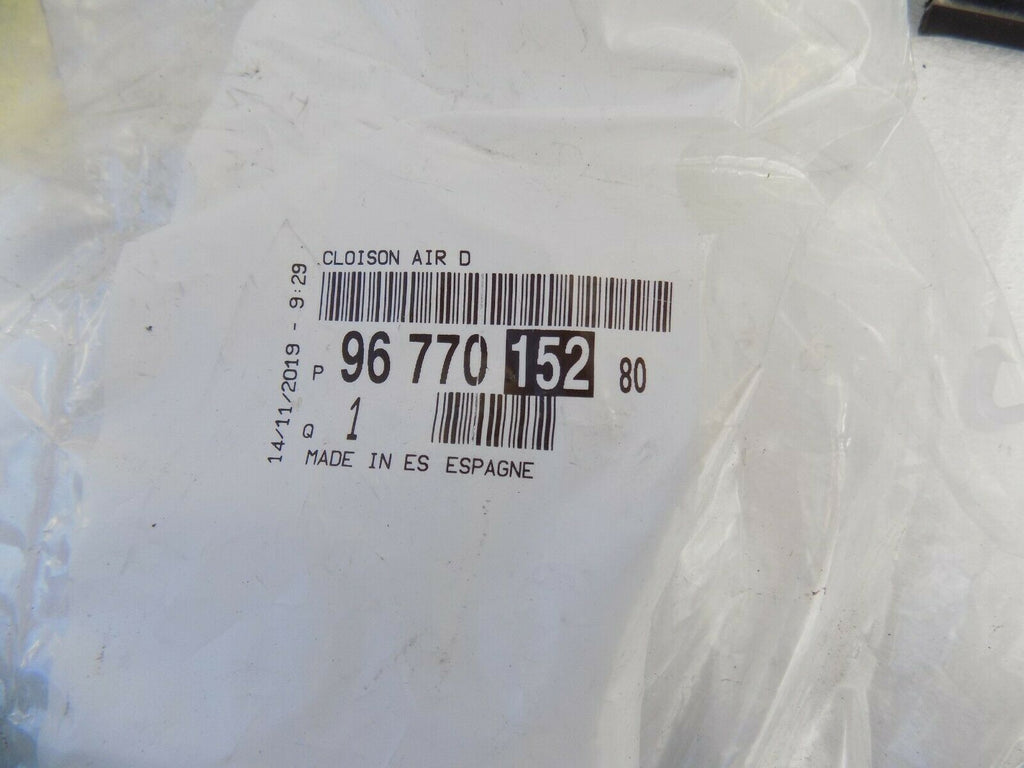 CLOISON AIR D
14/11/2019 - 9:29
P 96 770 152 80
Q 1
MADE IN ES ESPAGNE